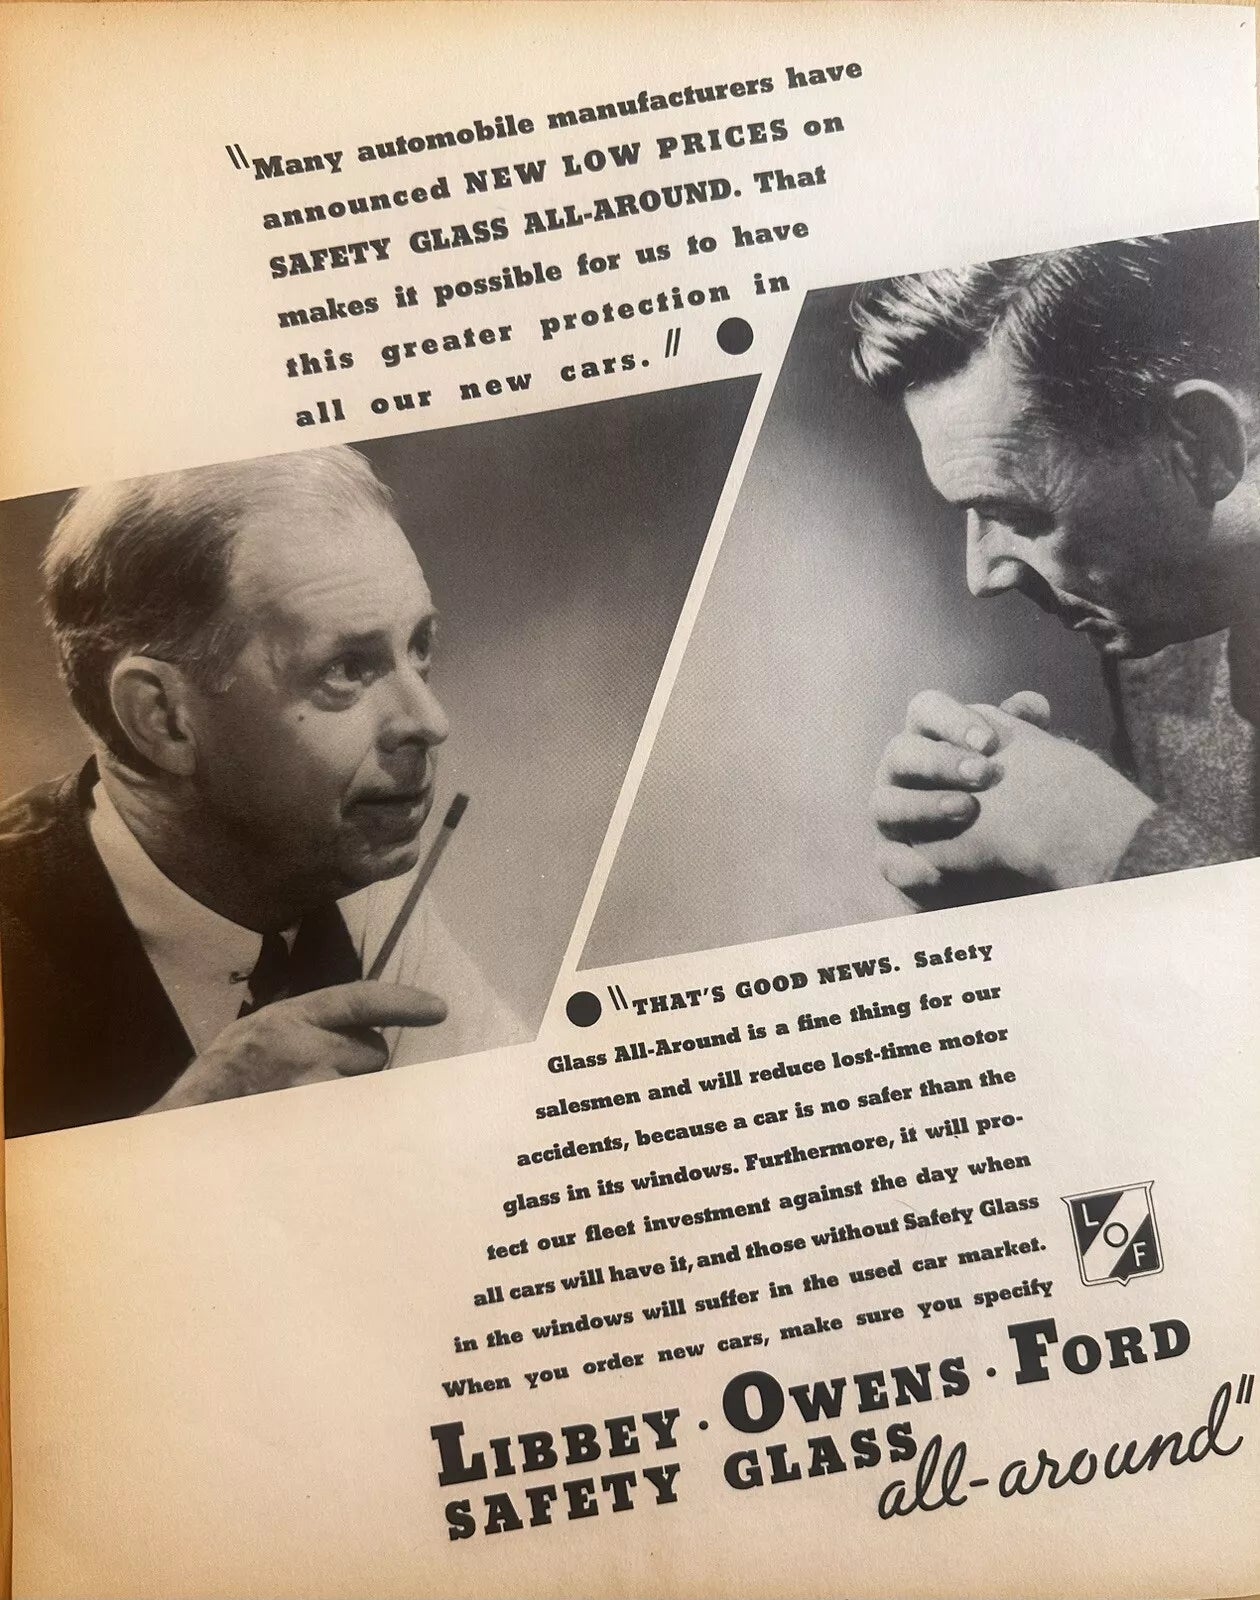 "Many automobile manufacturers have
announced NEW LOW PRICES on
SAFETY GLASS ALL-AROUND. That
makes it possible for us to have
this greater protection in
all our new cars."
"THAT'S GOOD NEWS. Safety
Glass All-Around is a fine thing for our
salesmen and will reduce lost-time motor
accidents, because a car is no safer than the
glass in its windows. Furthermore, it will pro-
tect our fleet investment against the day when
all cars will have it, and those without Safety Glass
in the windows will suffer in the used car market.
When you order new cars, make sure you specify
LOF
LIBBEY · OWENS · FORD
SAFETY GLASS all-around"